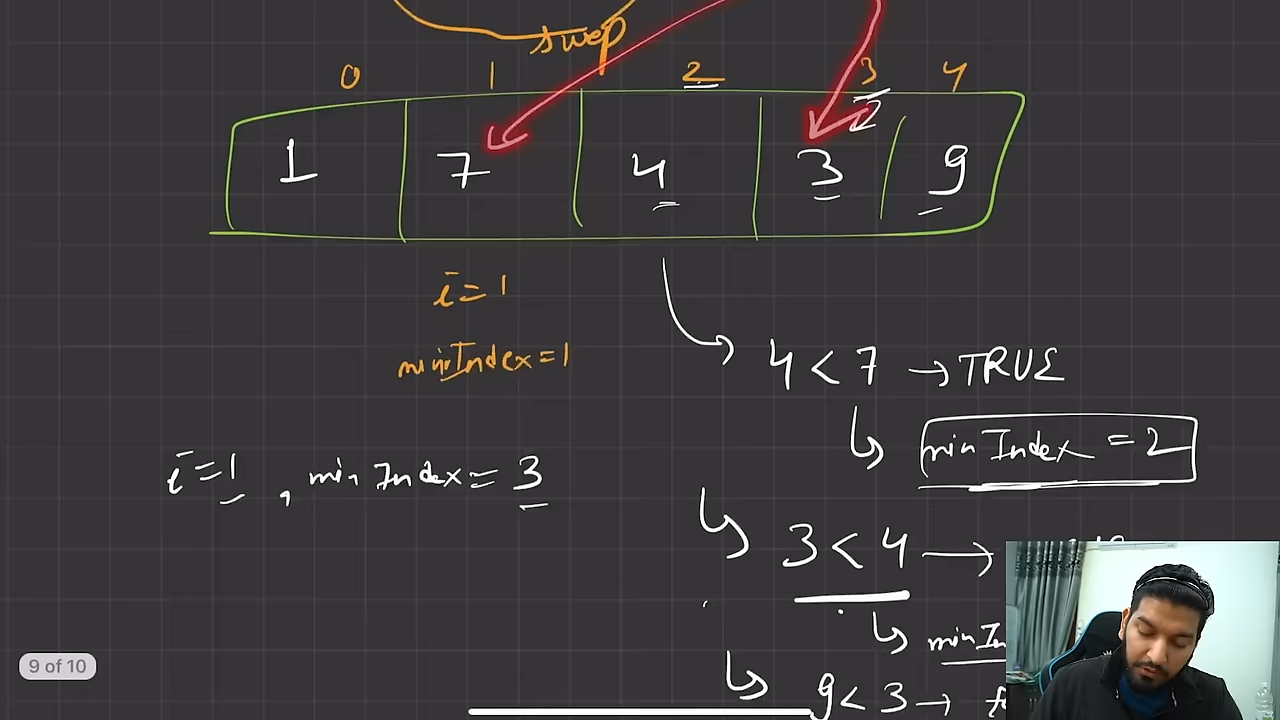 swap
0 1 2 3 4
2
1 7 4 3 9
i=1
minIndex=1
4 < 7 → TRUE
minIndex = 2
i=1, minIndex = 3
3 < 4 →
9 < 3 →
9 of 10